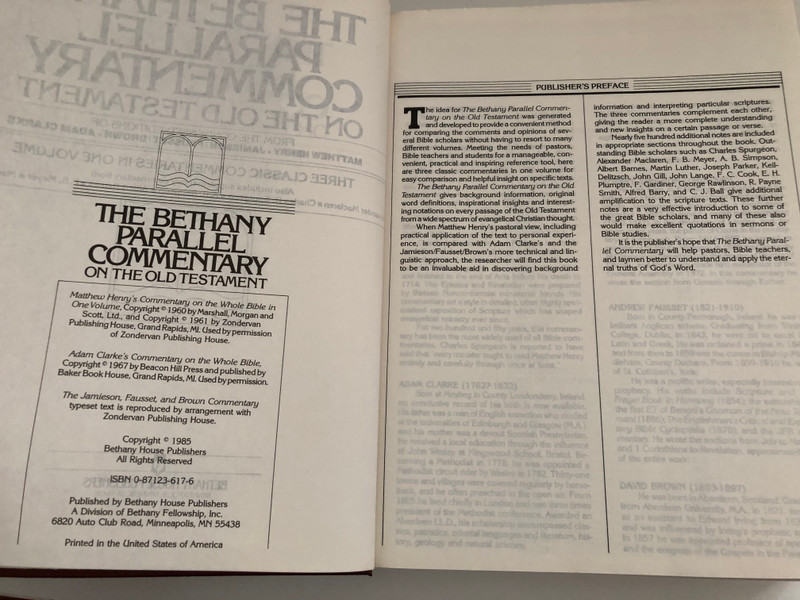 THE BETHANY
PARALLEL
COMMENTARY
ON THE OLD TESTAMENT
Matthew Henry's Commentary on the Whole Bible in
One Volume, Copyright © 1960 by Marshall, Morgan and
Scott, Ltd., and Copyright © 1961 by Zondervan
Publishing House, Grand Rapids, MI. Used by permission
of Zondervan Publishing House.
Adam Clarke's Commentary on the Whole Bible,
Copyright © 1967 by Beacon Hill Press and published by
Baker Book House, Grand Rapids, MI. Used by permission.
The Jamieson, Fausset, and Brown Commentary
typeset text is reproduced by arrangement with
Zondervan Publishing House.
Copyright © 1985
Bethany House Publishers
All Rights Reserved
ISBN 0-87123-617-6
Published by Bethany House Publishers
A Division of Bethany Fellowship, Inc.
6820 Auto Club Road, Minneapolis, MN 55438
Printed in the United States of America
PUBLISHER'S PREFACE
The idea for The Bethany Parallel Commen-
tary on the Old Testament was generated
and developed to provide a convenient method
for comparing the comments and opinions of sev-
eral Bible scholars without having to resort to many
different volumes. Meeting the needs of pastors,
Bible teachers and students for a manageable, con-
venient, practical and inspiring reference tool, here
are three classic commentaries in one volume for
easy comparison and helpful insight on specific texts.
The Bethany Parallel Commentary on the Old
Testament gives background information, original
word definitions, inspirational insights and interest-
ing notations on every passage of the Old Testament
from a wide spectrum of evangelical Christian thought.
When Matthew Henry's pastoral view, including
practical application of the text to personal experi-
ence, is compared with Adam Clarke's and the
Jamieson/Fausset/Brown's more technical and lin-
guistic approach, the researcher will find this book
to be an invaluable aid in discovering background
information and interpreting particular scriptures.
The three commentaries complement each other,
giving the reader a more complete understanding
and new insights on a certain passage or verse.
Nearly five hundred additional notes are included
in appropriate sections throughout the book. Out-
standing Bible scholars such as Charles Spurgeon,
Alexander Maclaren, F. B. Meyer, A. B. Simpson,
Albert Barnes, Martin Luther, Joseph Parker, Keil-
Delitzsch, John Gill, John Lange, F. C. Cook, E. H.
Plumptre, F. Gardiner, George Rawlinson, R. Payne
Smith, Alfred Barry, and C. J. Ball give additional
amplification to the scripture texts. These further
notes are a very effective introduction to some of
the great Bible scholars, and many of these also
would make excellent quotations in sermons or
Bible studies.
It is the publisher's hope that The Bethany Paral-
lel Commentary will help pastors, Bible teachers,
and laymen better to understand and apply the eter-
nal truths of God's Word.
ANDREW FAUSSET (1821-1910)
ADAM CLARKE
DAVID BROWN (1803-1897)